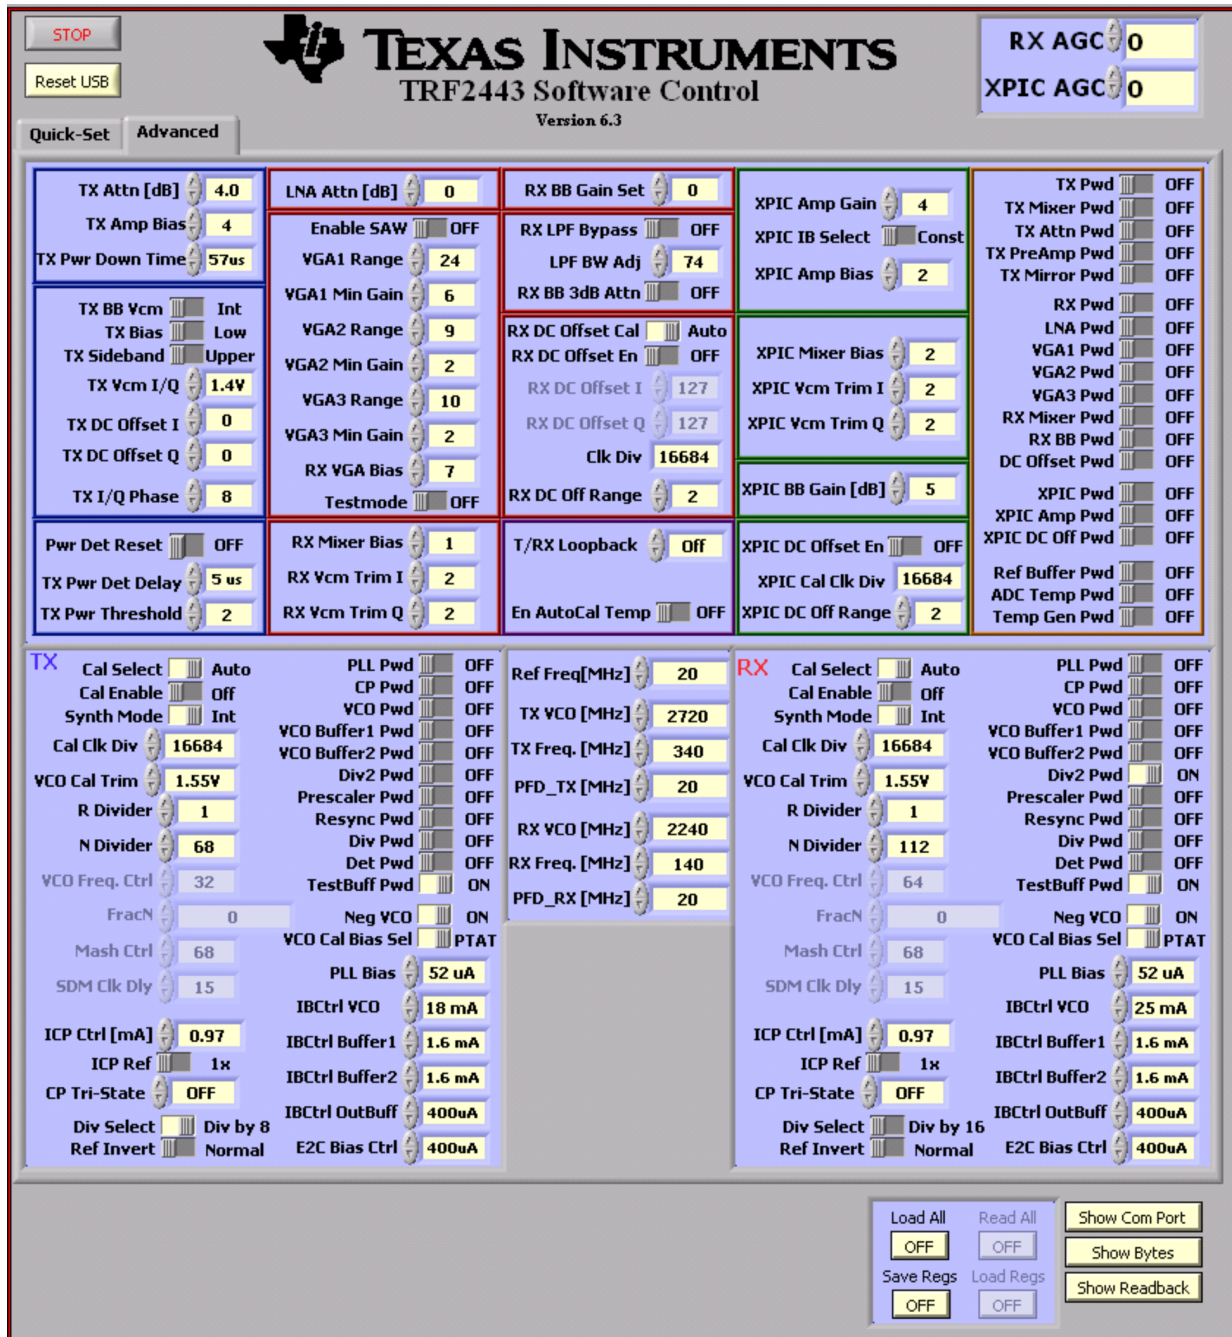 STOP
Reset USB
TEXAS INSTRUMENTS
TRF2443 Software Control
Version 6.3
RX AGC 0
XPIC AGC 0
Quick-Set Advanced
TX Attn [dB] 4.0
TX Amp Bias 4
TX Pwr Down Time 57us
TX BB Vcm Int
TX Bias Low
TX Sideband Upper
TX Vcm I/Q 1.4V
TX DC Offset I 0
TX DC Offset Q 0
TX I/Q Phase 8
Pwr Det Reset OFF
TX Pwr Det Delay 5 us
TX Pwr Threshold 2
LNA Attn [dB] 0
Enable SAW OFF
VGA1 Range 24
VGA1 Min Gain 6
VGA2 Range 9
VGA2 Min Gain 2
VGA3 Range 10
VGA3 Min Gain 2
RX VGA Bias 7
Testmode OFF
RX Mixer Bias 1
RX Vcm Trim I 2
RX Vcm Trim Q 2
RX BB Gain Set 0
RX LPF Bypass OFF
LPF BW Adj 74
RX BB 3dB Attn OFF
RX DC Offset Cal Auto
RX DC Offset En OFF
RX DC Offset I 127
RX DC Offset Q 127
Clk Div 16684
RX DC Off Range 2
T/RX Loopback Off
En AutoCal Temp OFF
XPIC Amp Gain 4
XPIC IB Select Const
XPIC Amp Bias 2
XPIC Mixer Bias 2
XPIC Vcm Trim I 2
XPIC Vcm Trim Q 2
XPIC BB Gain [dB] 5
XPIC DC Offset En OFF
XPIC Cal Clk Div 16684
XPIC DC Off Range 2
TX Pwd OFF
TX Mixer Pwd OFF
TX Attn Pwd OFF
TX PreAmp Pwd OFF
TX Mirror Pwd OFF
RX Pwd OFF
LNA Pwd OFF
VGA1 Pwd OFF
VGA2 Pwd OFF
VGA3 Pwd OFF
RX Mixer Pwd OFF
RX BB Pwd OFF
DC Offset Pwd OFF
XPIC Pwd OFF
XPIC Amp Pwd OFF
XPIC DC Off Pwd OFF
Ref Buffer Pwd OFF
ADC Temp Pwd OFF
Temp Gen Pwd OFF
TX
Cal Select Auto
Cal Enable Off
Synth Mode Int
Cal Clk Div 16684
VCO Cal Trim 1.55V
R Divider 1
N Divider 68
VCO Freq. Ctrl 32
FracN 0
Mash Ctrl 68
SDM Clk Dly 15
ICP Ctrl [mA] 0.97
ICP Ref 1x
CP Tri-State OFF
Div Select Div by 8
Ref Invert Normal
PLL Pwd OFF
CP Pwd OFF
VCO Pwd OFF
VCO Buffer1 Pwd OFF
VCO Buffer2 Pwd OFF
Div2 Pwd OFF
Prescaler Pwd OFF
Resync Pwd OFF
Div Pwd OFF
Det Pwd OFF
TestBuff Pwd ON
Neg VCO ON
VCO Cal Bias Sel PTAT
PLL Bias 52 uA
IBCtrl VCO 18 mA
IBCtrl Buffer1 1.6 mA
IBCtrl Buffer2 1.6 mA
IBCtrl OutBuff 400uA
E2C Bias Ctrl 400uA
Ref Freq[MHz] 20
TX VCO [MHz] 2720
TX Freq. [MHz] 340
PFD_TX [MHz] 20
RX VCO [MHz] 2240
RX Freq. [MHz] 140
PFD_RX [MHz] 20
RX
Cal Select Auto
Cal Enable Off
Synth Mode Int
Cal Clk Div 16684
VCO Cal Trim 1.55V
R Divider 1
N Divider 112
VCO Freq. Ctrl 64
FracN 0
Mash Ctrl 68
SDM Clk Dly 15
ICP Ctrl [mA] 0.97
ICP Ref 1x
CP Tri-State OFF
Div Select Div by 16
Ref Invert Normal
PLL Pwd OFF
CP Pwd OFF
VCO Pwd OFF
VCO Buffer1 Pwd OFF
VCO Buffer2 Pwd OFF
Div2 Pwd ON
Prescaler Pwd OFF
Resync Pwd OFF
Div Pwd OFF
Det Pwd OFF
TestBuff Pwd ON
Neg VCO ON
VCO Cal Bias Sel PTAT
PLL Bias 52 uA
IBCtrl VCO 25 mA
IBCtrl Buffer1 1.6 mA
IBCtrl Buffer2 1.6 mA
IBCtrl OutBuff 400uA
E2C Bias Ctrl 400uA
Load All Read All
OFF OFF
Save Regs Load Regs
OFF OFF
Show Com Port
Show Bytes
Show Readback